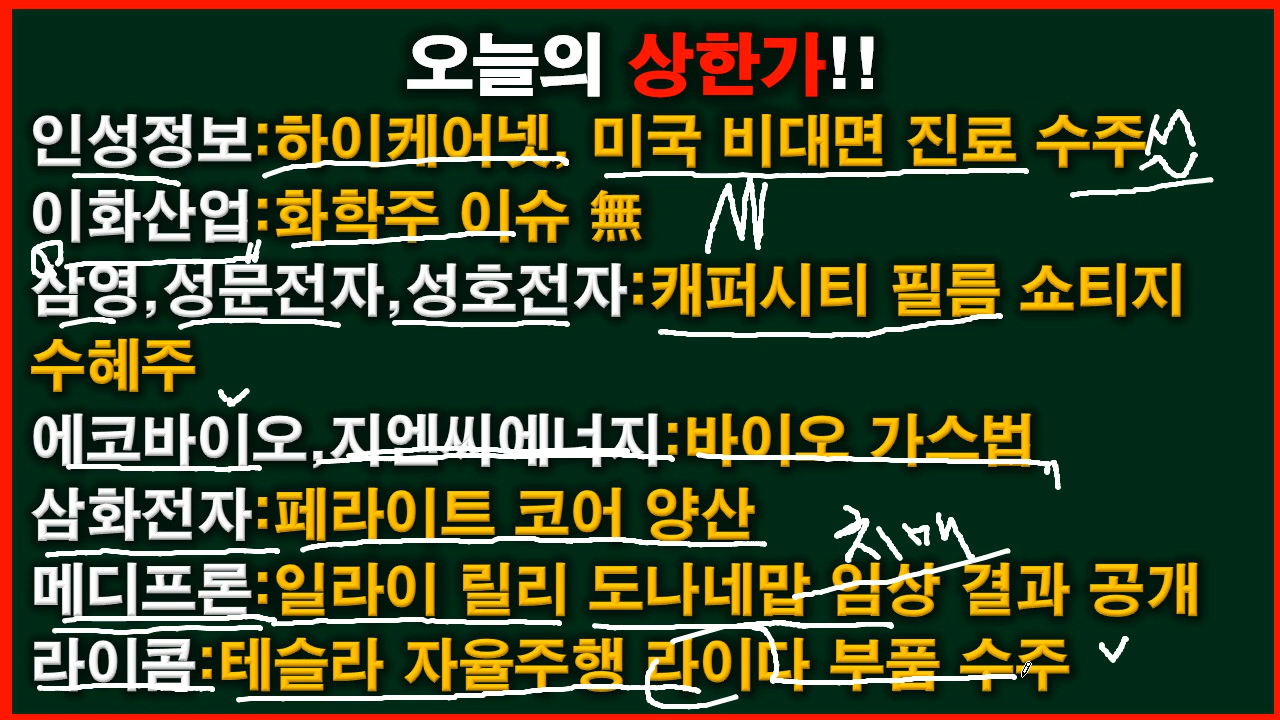 오늘의 상한가!!
인성정보:하이케어넷, 미국 비대면 진료 수주
이화산업:화학주 이슈 無
삼영,성문전자,성호전자:캐퍼시티 필름 쇼티지
수혜주
에코바이오,지엔씨에너지:바이오 가스법
삼화전자:페라이트 코어 양산
치매
메디프론:일라이 릴리 도나네맙 임상 결과 공개
라이콤:테슬라 자율주행 라이다 부품 수주